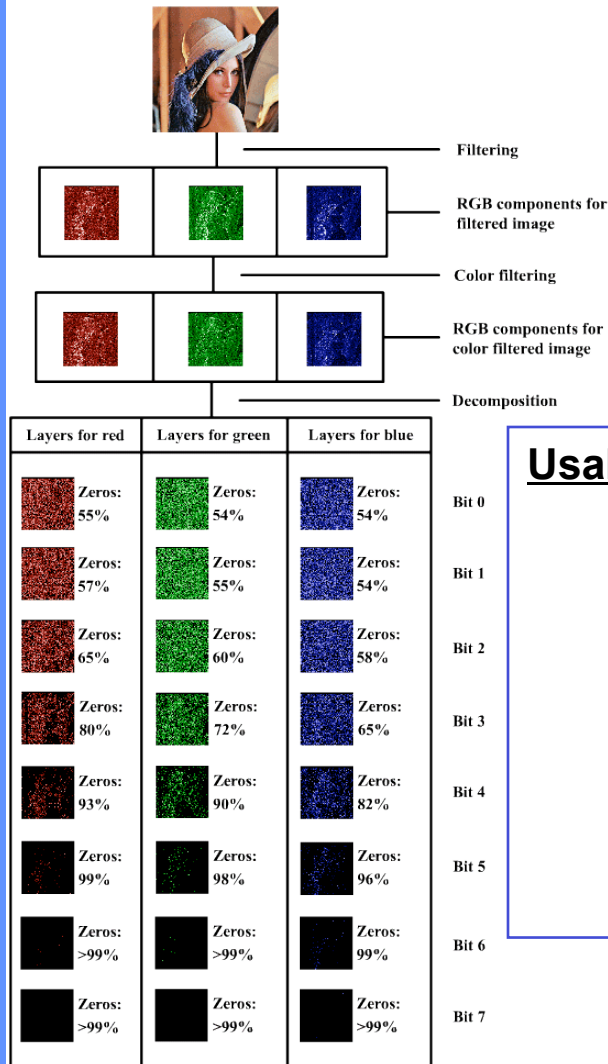 Filtering
RGB components for
filtered image
Color filtering
RGB components for
color filtered image
Decomposition
Layers for red
Layers for green
Layers for blue
Zeros:
55%
Zeros:
54%
Zeros:
54%
Bit 0
Zeros:
57%
Zeros:
55%
Zeros:
54%
Bit 1
Zeros:
65%
Zeros:
60%
Zeros:
58%
Bit 2
Zeros:
80%
Zeros:
72%
Zeros:
65%
Bit 3
Zeros:
93%
Zeros:
90%
Zeros:
82%
Bit 4
Zeros:
99%
Zeros:
98%
Zeros:
96%
Bit 5
Zeros:
>99%
Zeros:
>99%
Zeros:
99%
Bit 6
Zeros:
>99%
Zeros:
>99%
Zeros:
>99%
Bit 7